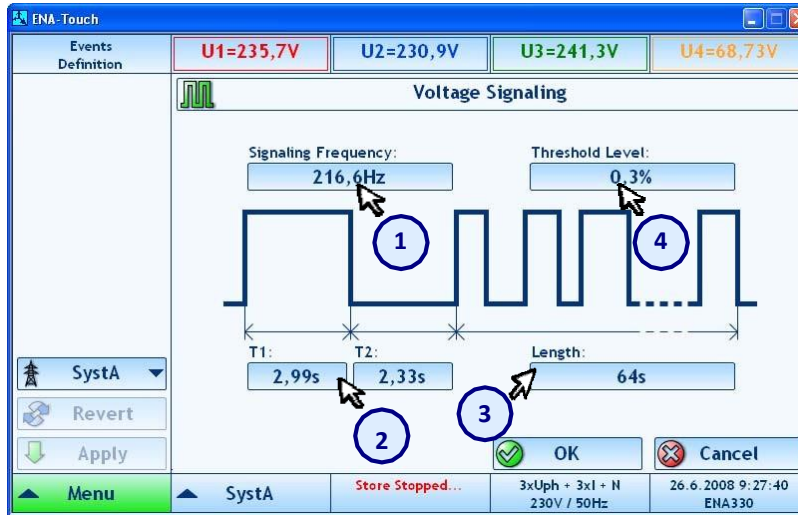 ENA-Touch
Events
Definition
U1=235,7V
U2=230,9V
U3=241,3V
U4=68,73V
Voltage Signaling
Signaling Frequency:
Threshold Level:
216,6Hz
0,3%
1
4
T1:
T2:
Length:
2,99s
2,33s
64s
2
3
SystA
Revert
Apply
OK
Cancel
Menu
SystA
Store Stopped...
3xUph + 3xI + N
230V / 50Hz
26.6.2008 9:27:40
ENA330